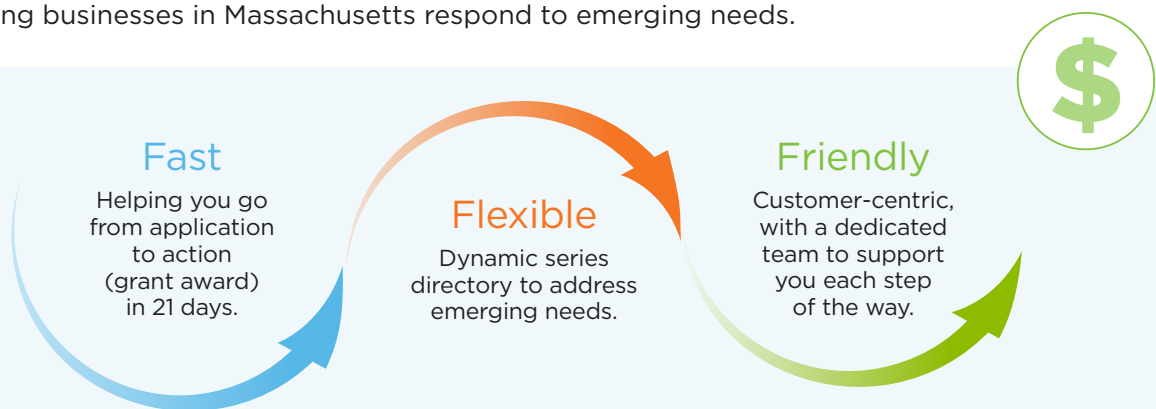 ng businesses in Massachusetts respond to emerging needs.
$
Fast
Helping you go
from application
to action
(grant award)
in 21 days.
Flexible
Dynamic series
directory to address
emerging needs.
Friendly
Customer-centric,
with a dedicated
team to support
you each step
of the way.